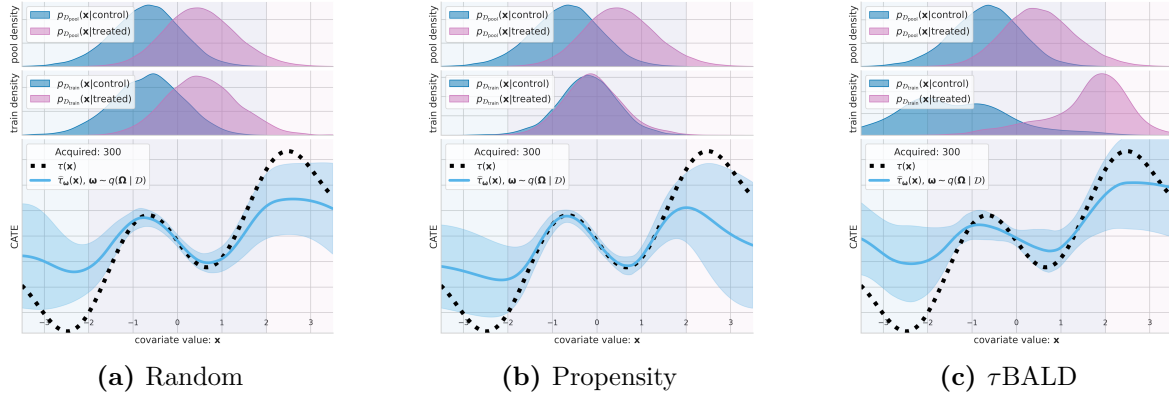 pool density
p_{D_pool}(x|control)
p_{D_pool}(x|treated)
train density
p_{D_train}(x|control)
p_{D_train}(x|treated)
CATE
Acquired: 300
τ(x)
τ̄_ω(x), ω ~ q(Ω | D)
−3 −2 −1 0 1 2 3
covariate value: x
(a) Random
pool density
p_{D_pool}(x|control)
p_{D_pool}(x|treated)
train density
p_{D_train}(x|control)
p_{D_train}(x|treated)
CATE
Acquired: 300
τ(x)
τ̄_ω(x), ω ~ q(Ω | D)
−3 −2 −1 0 1 2 3
covariate value: x
(b) Propensity
pool density
p_{D_pool}(x|control)
p_{D_pool}(x|treated)
train density
p_{D_train}(x|control)
p_{D_train}(x|treated)
CATE
Acquired: 300
τ(x)
τ̄_ω(x), ω ~ q(Ω | D)
−3 −2 −1 0 1 2 3
covariate value: x
(c) τBALD